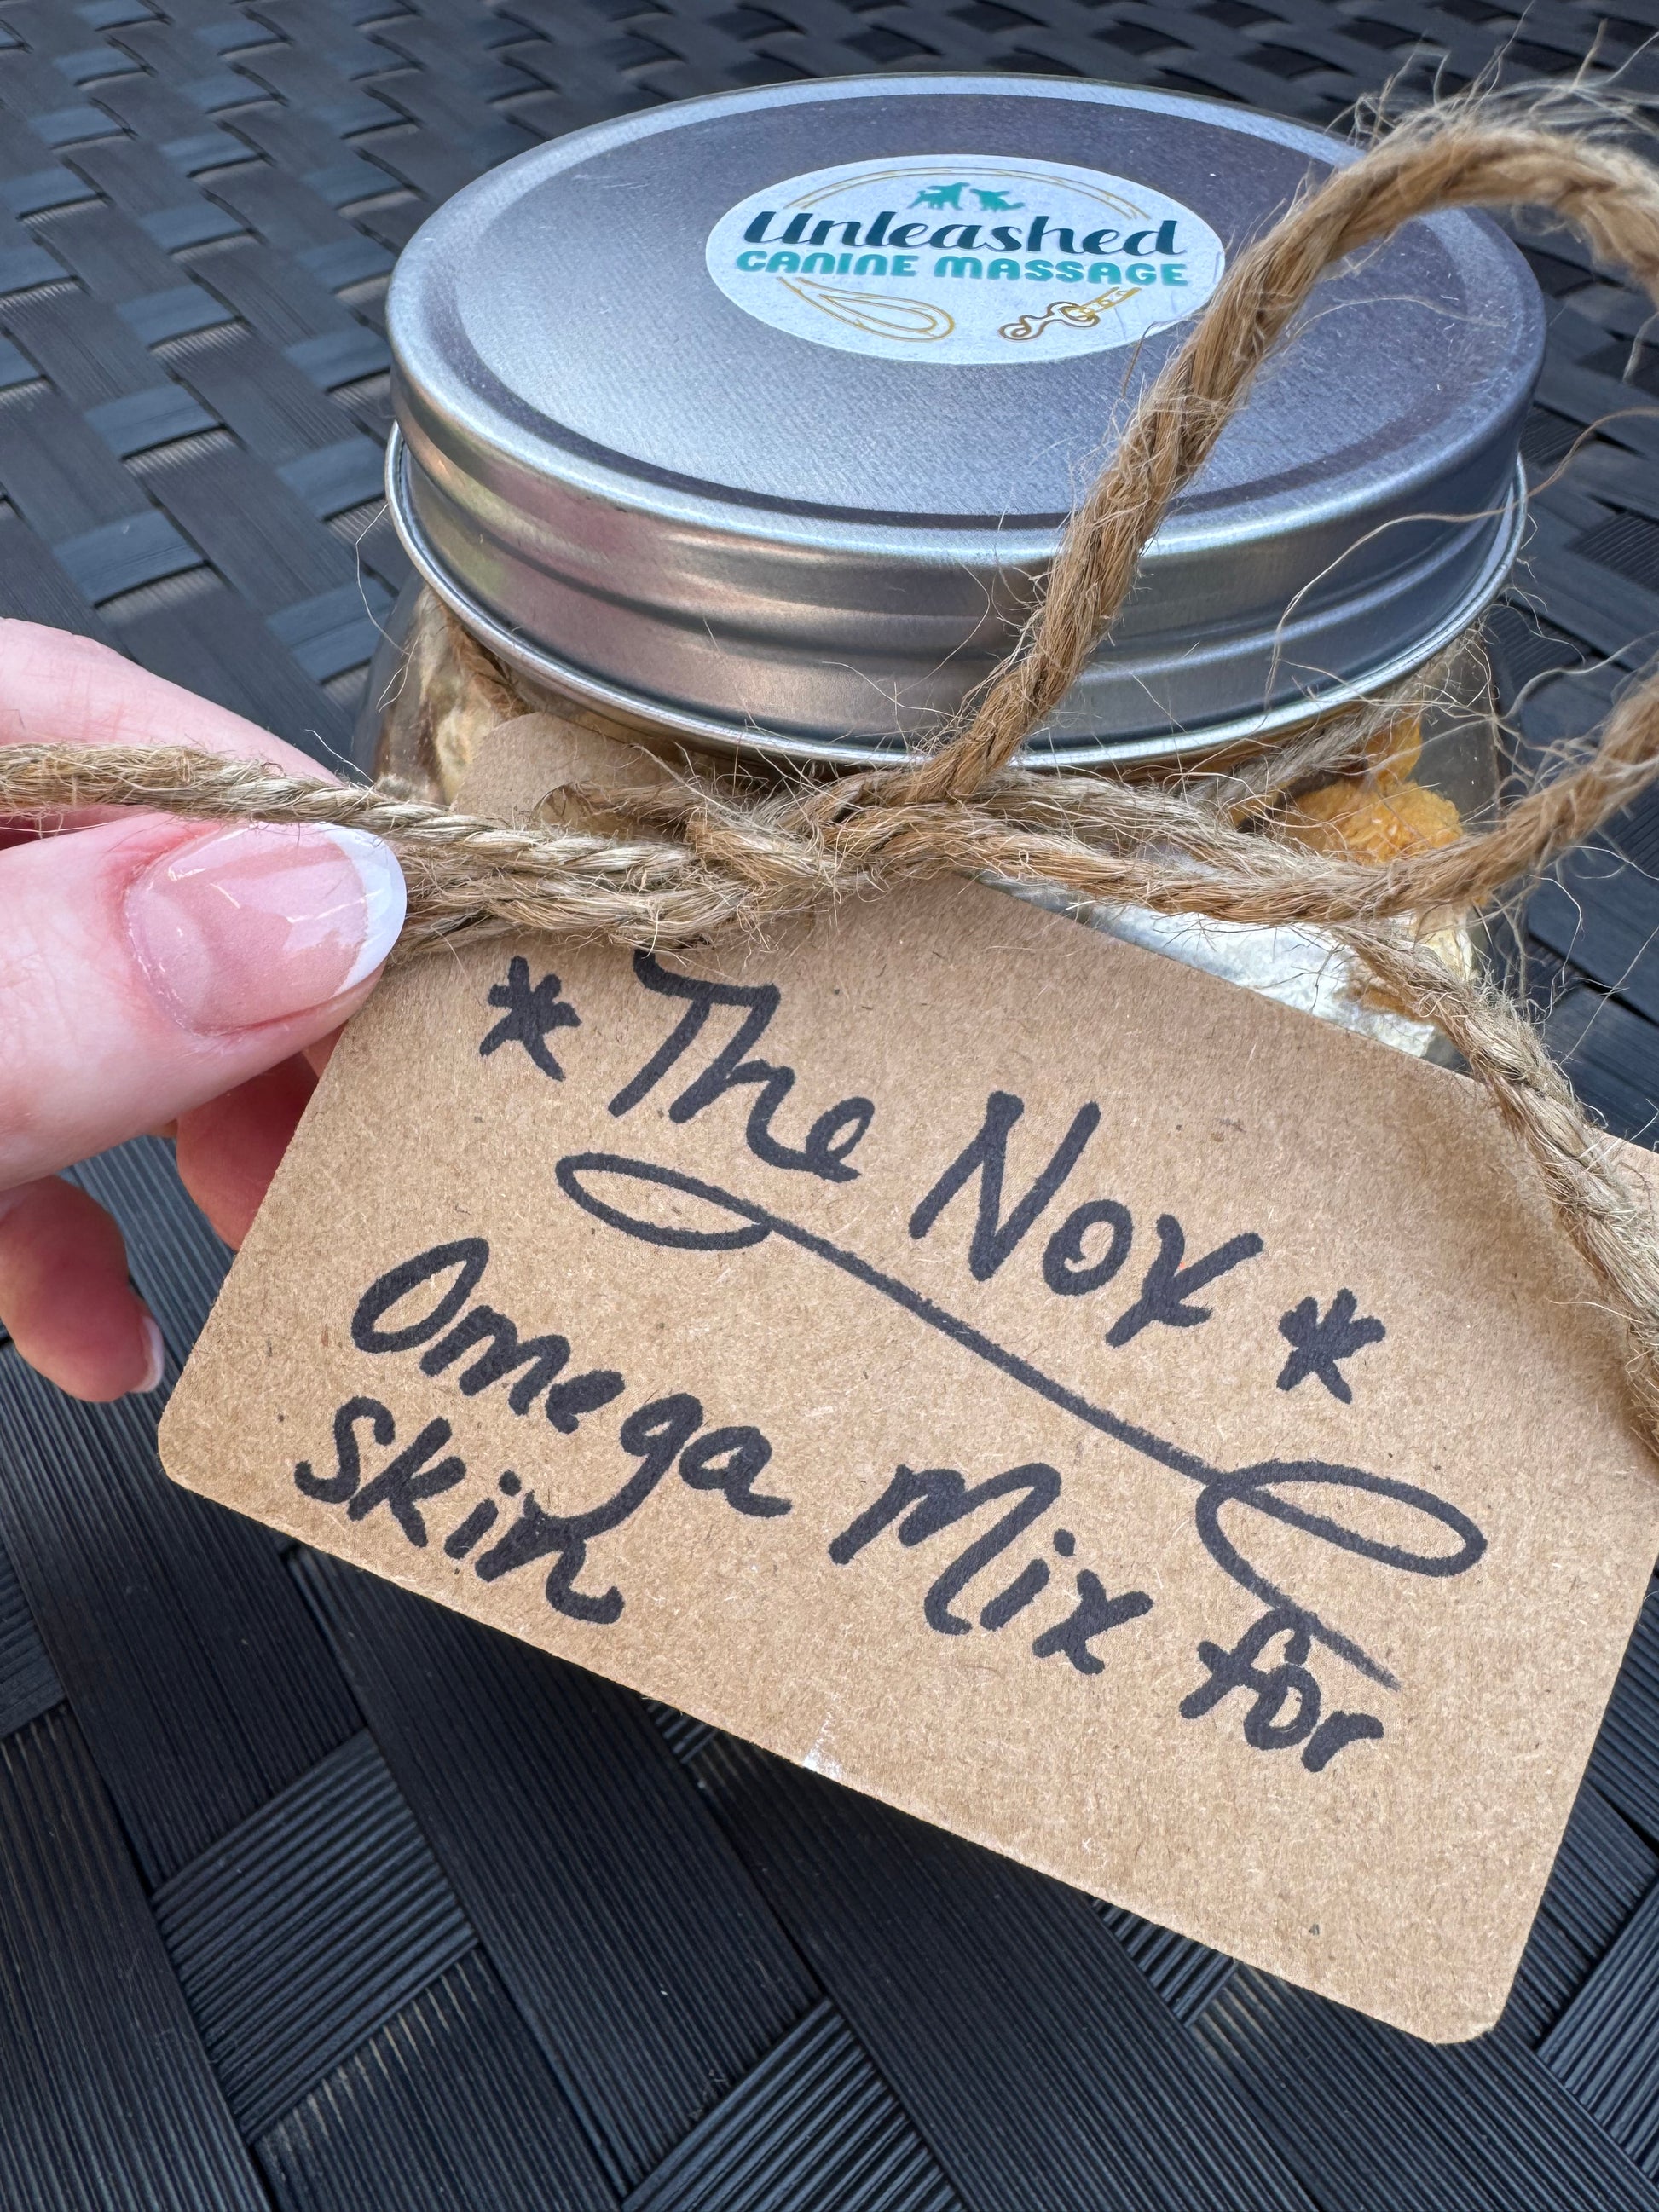 Unleashed
CANINE MASSAGE
* The Nox *
Omega Mix for
Skin